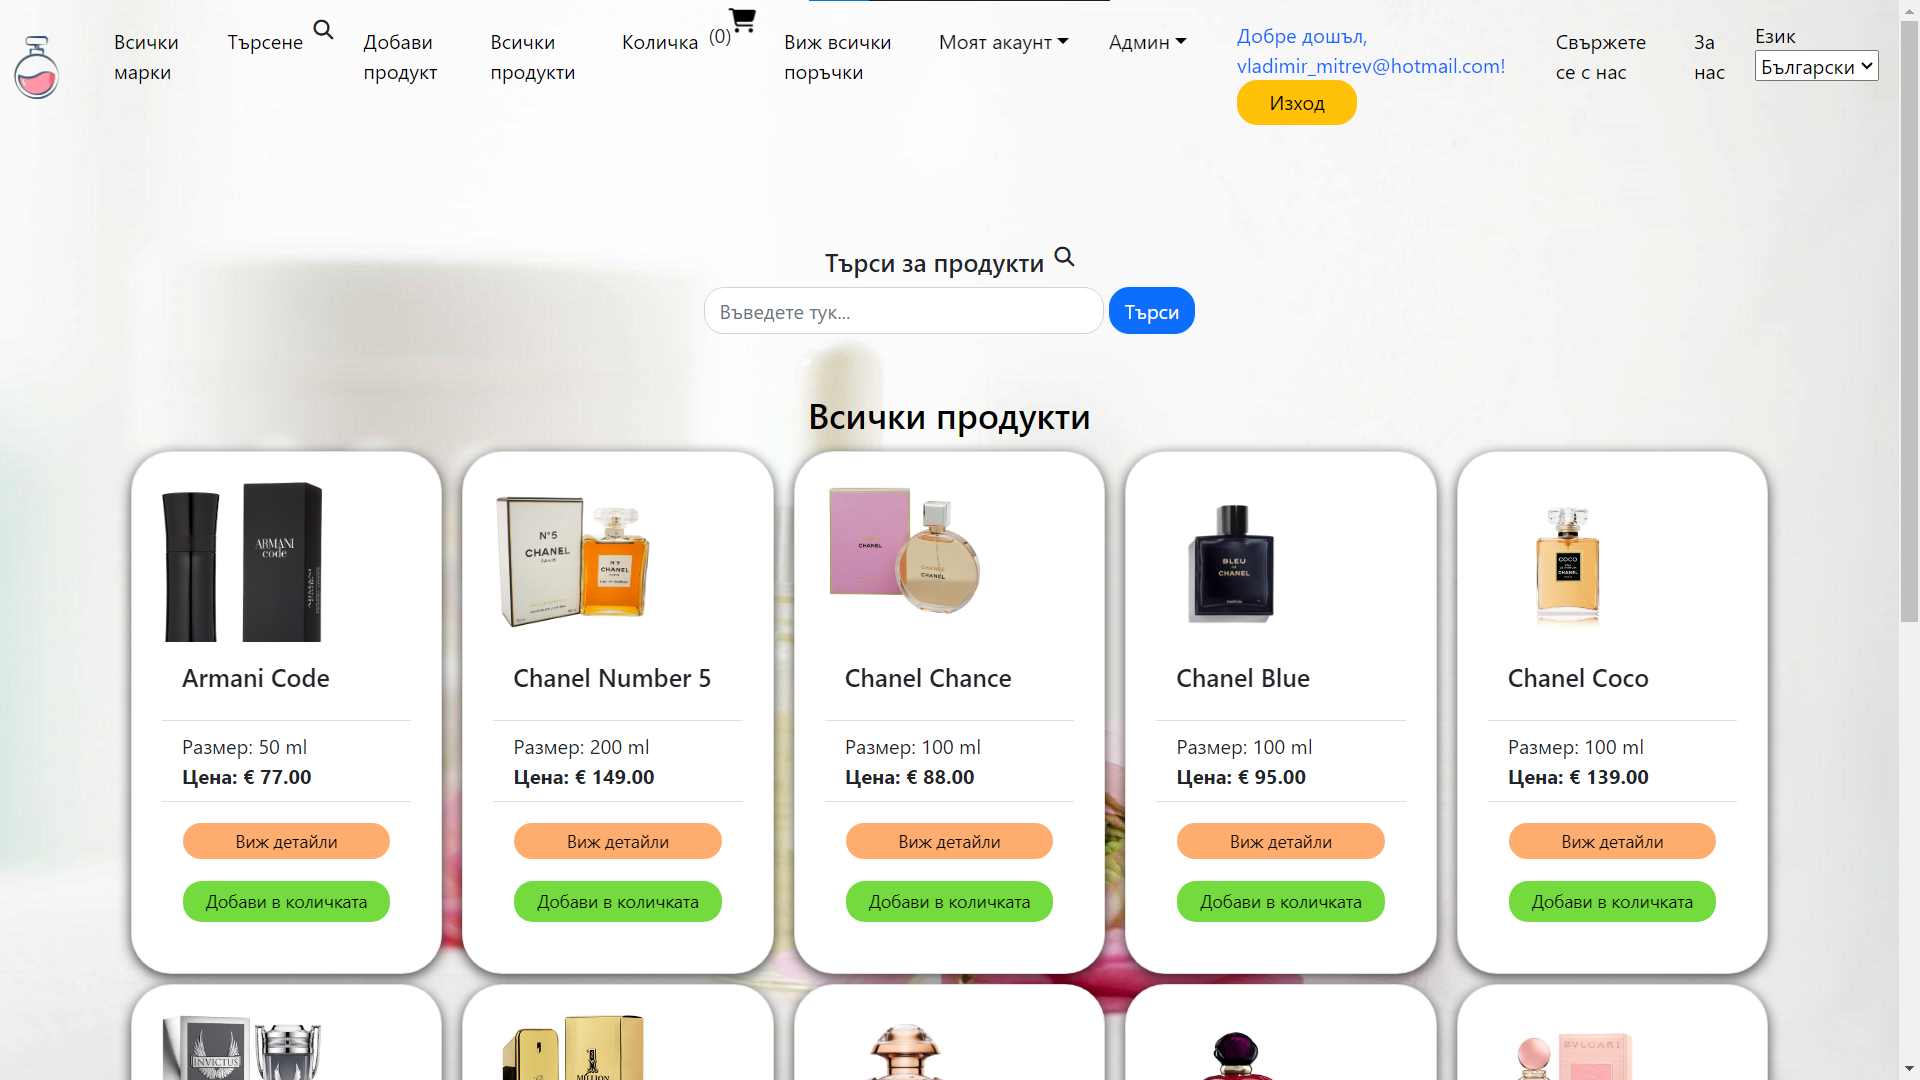 Всички марки
Търсене
Добави продукт
Всички продукти
Количка (0)
Виж всички поръчки
Моят акаунт
Админ
Добре дошъл, vladimir_mitrev@hotmail.com!
Изход
Свържете се с нас
За нас
Език
Български
Търси за продукти
Въведете тук...
Търси
Всички продукти
ARMANI
code
N°5
CHANEL
N°5
CHANEL
CHANEL
CHANCE
CHANEL
BLEU
DE
CHANEL
COCO
CHANEL
Armani Code
Chanel Number 5
Chanel Chance
Chanel Blue
Chanel Coco
Размер: 50 ml
Цена: € 77.00
Размер: 200 ml
Цена: € 149.00
Размер: 100 ml
Цена: € 88.00
Размер: 100 ml
Цена: € 95.00
Размер: 100 ml
Цена: € 139.00
Виж детайли
Виж детайли
Виж детайли
Виж детайли
Виж детайли
Добави в количката
Добави в количката
Добави в количката
Добави в количката
Добави в количката
INVICTUS
1
MILLION
BVLGARI